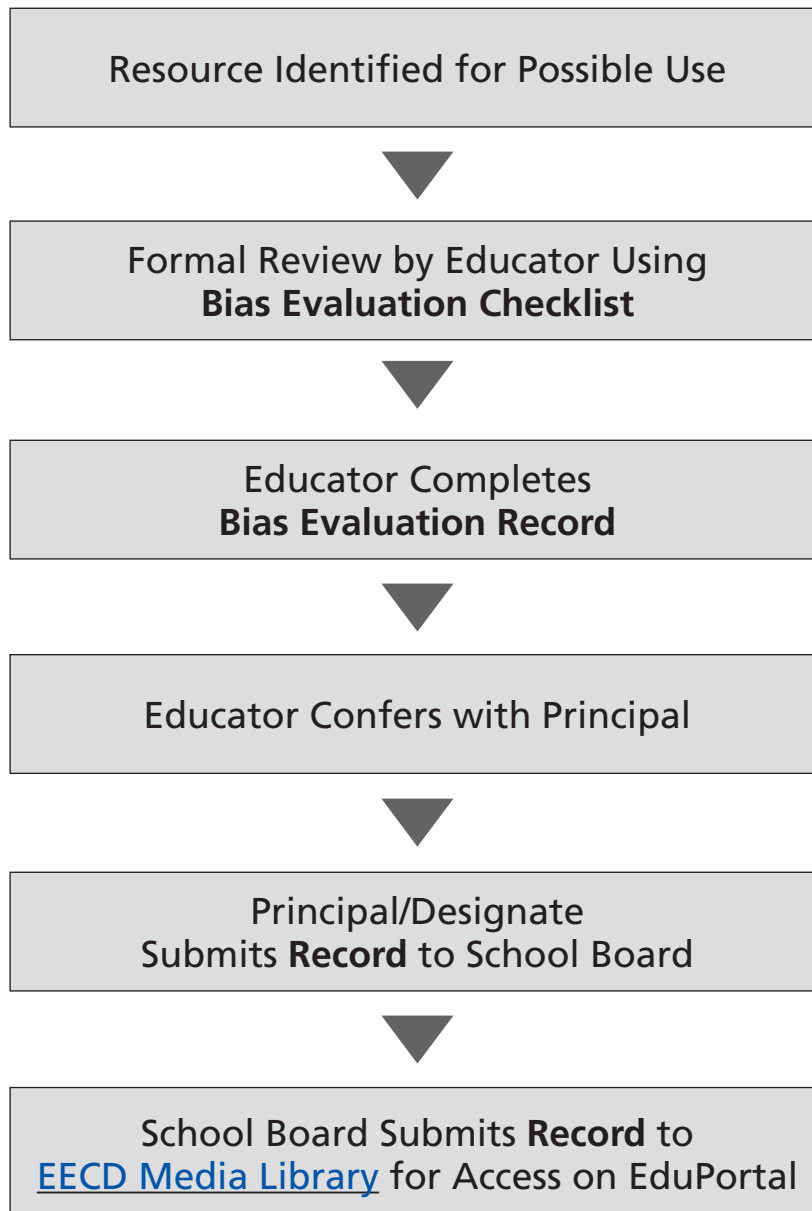 Resource Identified for Possible Use
Formal Review by Educator Using
Bias Evaluation Checklist
Educator Completes
Bias Evaluation Record
Educator Confers with Principal
Principal/Designate
Submits Record to School Board
School Board Submits Record to
EECD Media Library for Access on EduPortal